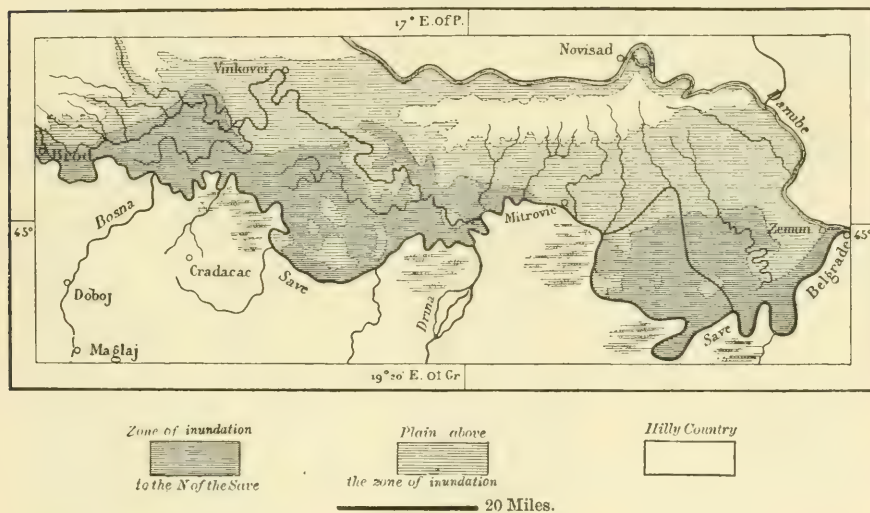 17° E. of P.
Novisad
Vinkovci
Danube
Brod
Bosna
Mitrovic
45°
45°
Zemun
Cradacac
Save
Belgrade
Doboj
Drina
Save
Maglaj
19° 20' E. of Gr
Zone of inundation
to the N of the Save
Plain above
the zone of inundation
Hilly Country
20 Miles.